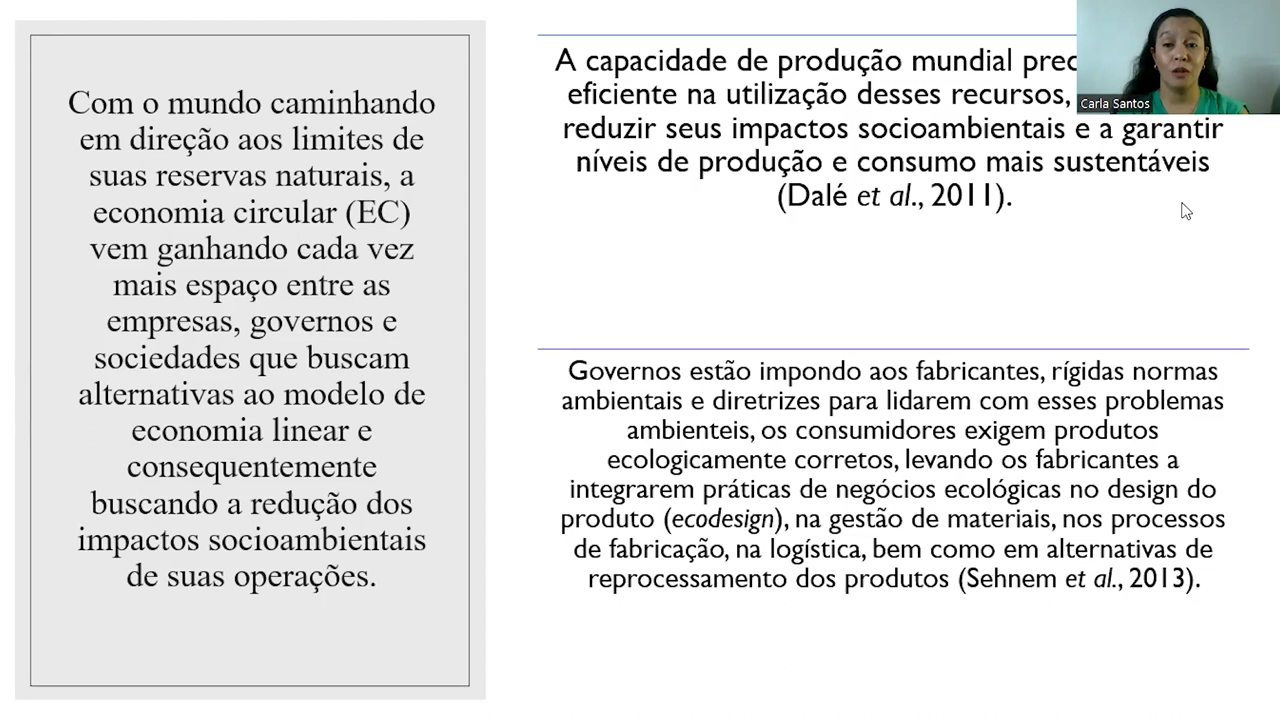 Com o mundo caminhando
em direção aos limites de
suas reservas naturais, a
economia circular (EC)
vem ganhando cada vez
mais espaço entre as
empresas, governos e
sociedades que buscam
alternativas ao modelo de
economia linear e
consequentemente
buscando a redução dos
impactos socioambientais
de suas operações.
A capacidade de produção mundial
eficiente na utilização desses recursos,
reduzir seus impactos socioambientais e a garantir
níveis de produção e consumo mais sustentáveis
(Dalé et al., 2011).
Governos estão impondo aos fabricantes, rígidas normas
ambientais e diretrizes para lidarem com esses problemas
ambienteis, os consumidores exigem produtos
ecologicamente corretos, levando os fabricantes a
integrarem práticas de negócios ecológicas no design do
produto (ecodesign), na gestão de materiais, nos processos
de fabricação, na logística, bem como em alternativas de
reprocessamento dos produtos (Sehnem et al., 2013).
Carla Santos